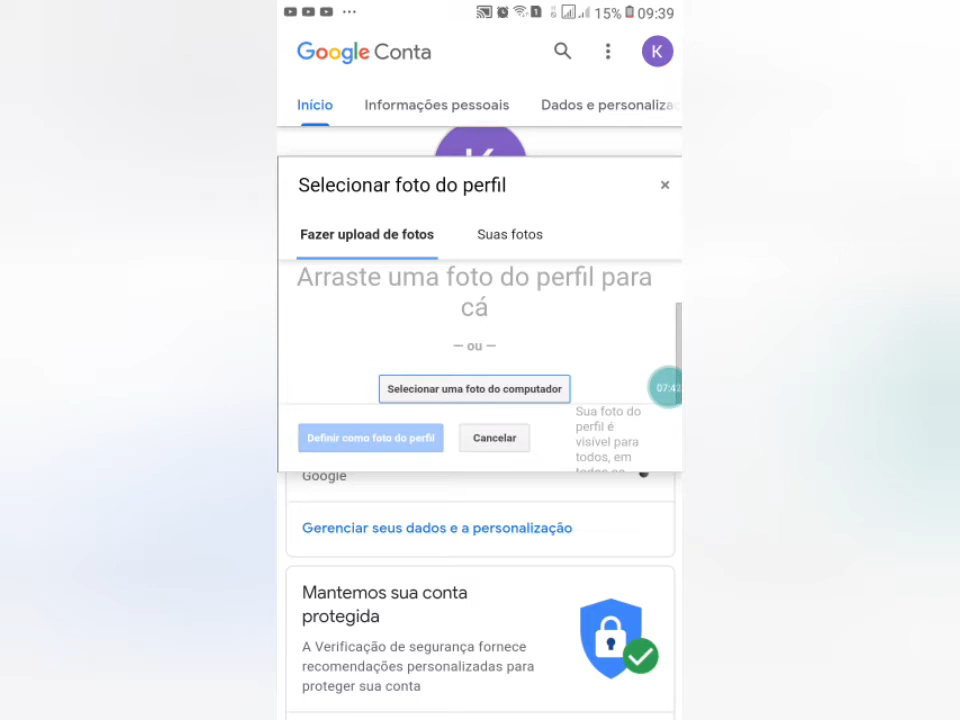 15% 09:39
Google Conta
K
Início Informações pessoais Dados e personaliza
Selecionar foto do perfil ×
Fazer upload de fotos Suas fotos
Arraste uma foto do perfil para
cá
— ou —
Selecionar uma foto do computador
07:42
Definir como foto do perfil Cancelar
Sua foto do
perfil é
visível para
todos, em
Google
Gerenciar seus dados e a personalização
Mantemos sua conta
protegida
A Verificação de segurança fornece
recomendações personalizadas para
proteger sua conta